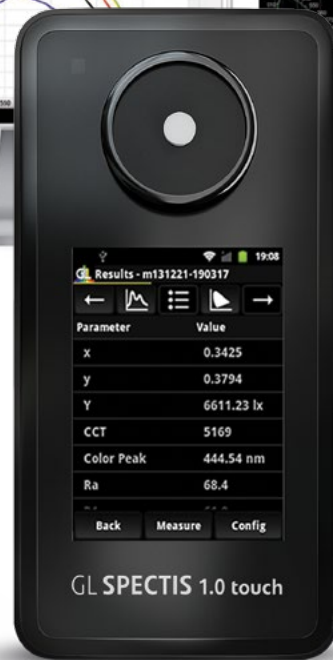 19:08
GL Results - m131221-190317
Parameter Value
x 0.3425
y 0.3794
Y 6611.23 lx
CCT 5169
Color Peak 444.54 nm
Ra 68.4
Back Measure Config
GL SPECTIS 1.0 touch